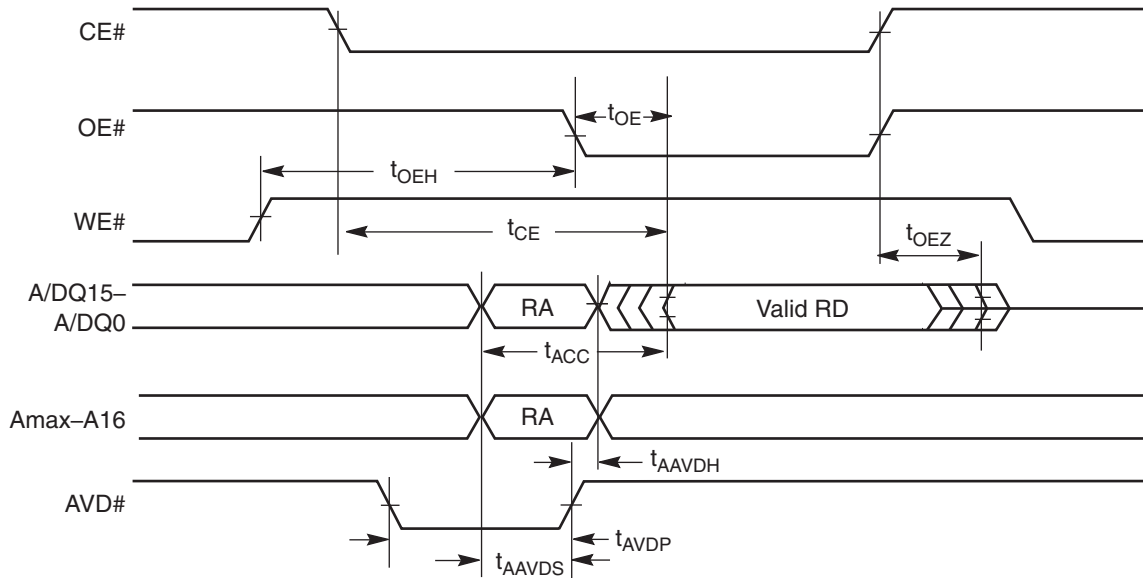 CE#
OE#
tOE
tOEH
WE#
tCE
tOEZ
A/DQ15–
A/DQ0
RA
Valid RD
tACC
Amax–A16
RA
tAAVDH
AVD#
tAVDP
tAAVDS